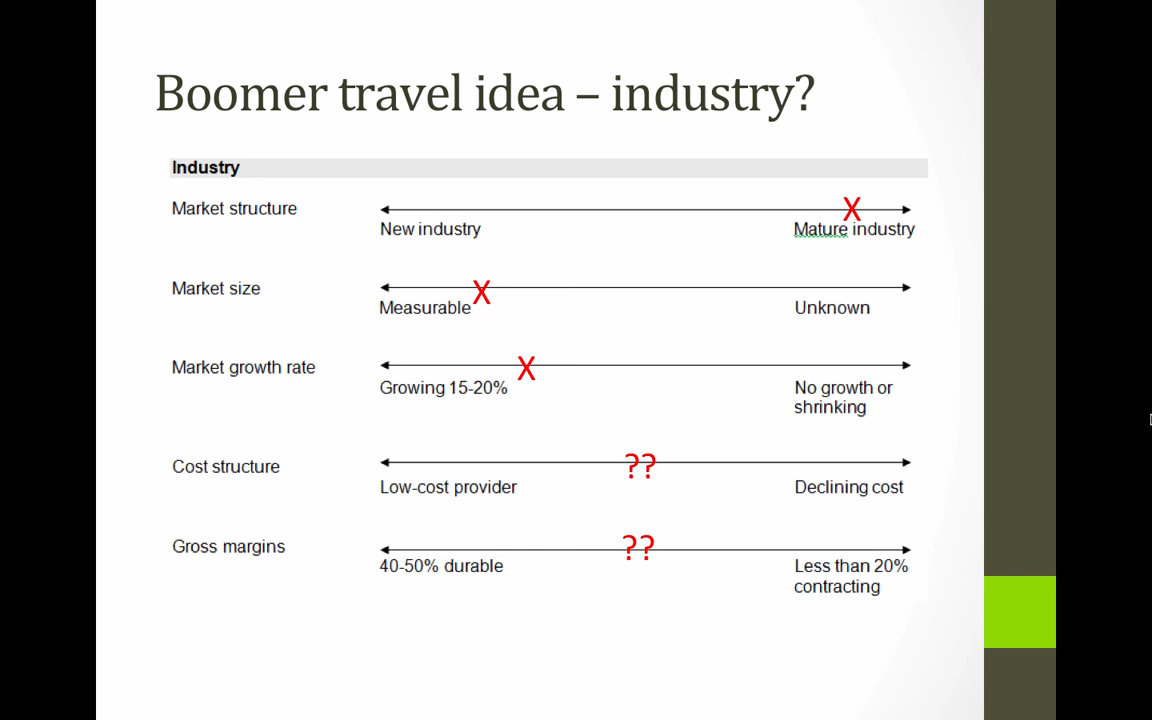 Boomer travel idea – industry?
Industry
Market structure
X
New industry
Mature industry
Market size
X
Measurable
Unknown
Market growth rate
X
Growing 15-20%
No growth or
shrinking
Cost structure
??
Low-cost provider
Declining cost
Gross margins
??
40-50% durable
Less than 20%
contracting